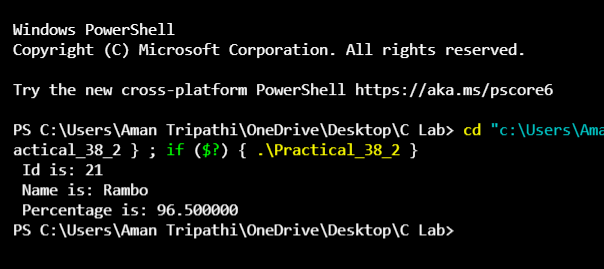 Windows PowerShell
Copyright (C) Microsoft Corporation. All rights reserved.
Try the new cross-platform PowerShell https://aka.ms/pscore6
PS C:\Users\Aman Tripathi\OneDrive\Desktop\C Lab> cd "c:\Users\Ama
actical_38_2 } ; if ($?) { .\Practical_38_2 }
Id is: 21
Name is: Rambo
Percentage is: 96.500000
PS C:\Users\Aman Tripathi\OneDrive\Desktop\C Lab>